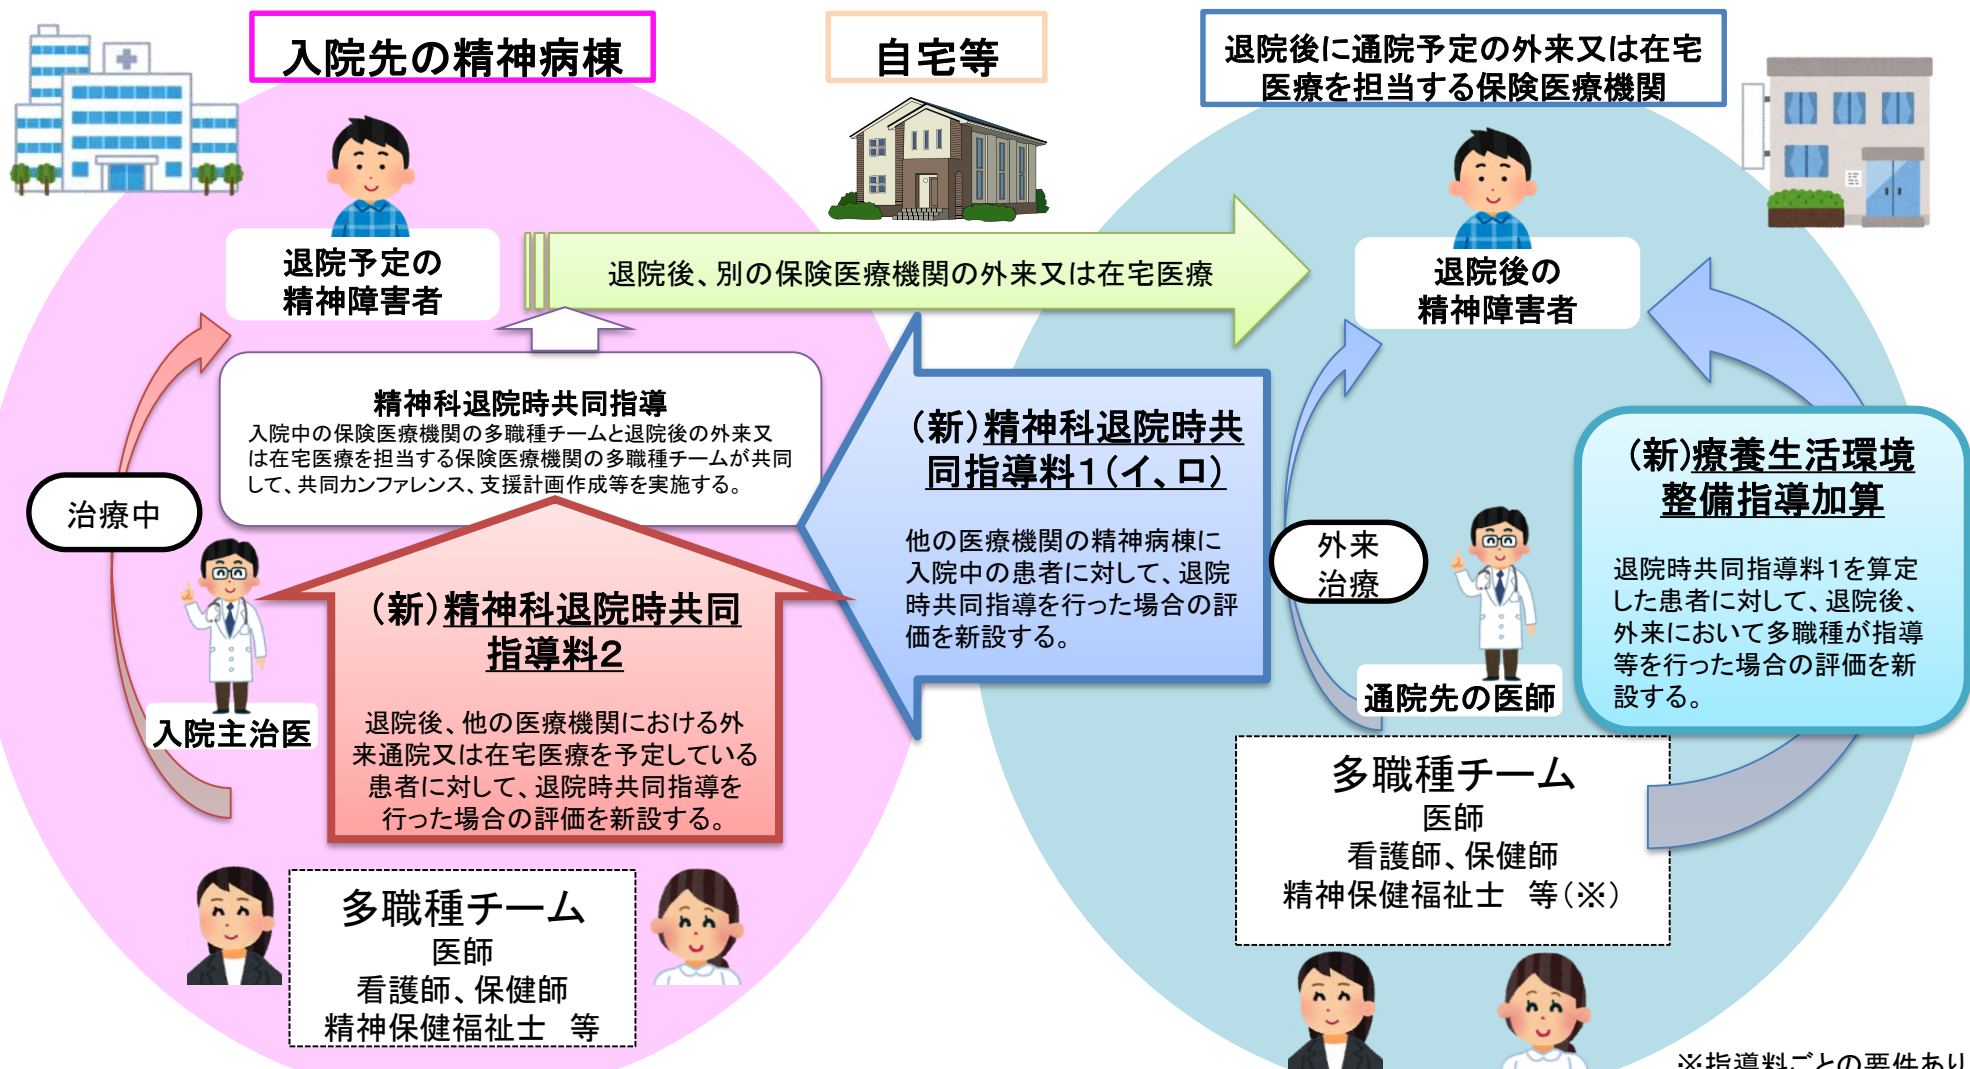 入院先の精神病棟
自宅等
退院後に通院予定の外来又は在宅
医療を担当する保険医療機関
退院予定の
精神障害者
退院後、別の保険医療機関の外来又は在宅医療
退院後の
精神障害者
精神科退院時共同指導
入院中の保険医療機関の多職種チームと退院後の外来又
は在宅医療を担当する保険医療機関の多職種チームが共同
して、共同カンファレンス、支援計画作成等を実施する。
治療中
入院主治医
(新)精神科退院時共同
指導料2
退院後、他の医療機関における外
来通院又は在宅医療を予定している
患者に対して、退院時共同指導を
行った場合の評価を新設する。
多職種チーム
医師
看護師、保健師
精神保健福祉士　等
(新)精神科退院時共
同指導料1(イ、ロ)
他の医療機関の精神病棟に
入院中の患者に対して、退院
時共同指導を行った場合の評
価を新設する。
外来
治療
通院先の医師
(新)療養生活環境
整備指導加算
退院時共同指導料1を算定
した患者に対して、退院後、
外来において多職種が指導
等を行った場合の評価を新
設する。
多職種チーム
医師
看護師、保健師
精神保健福祉士　等(※)
※指導料ごとの要件あり